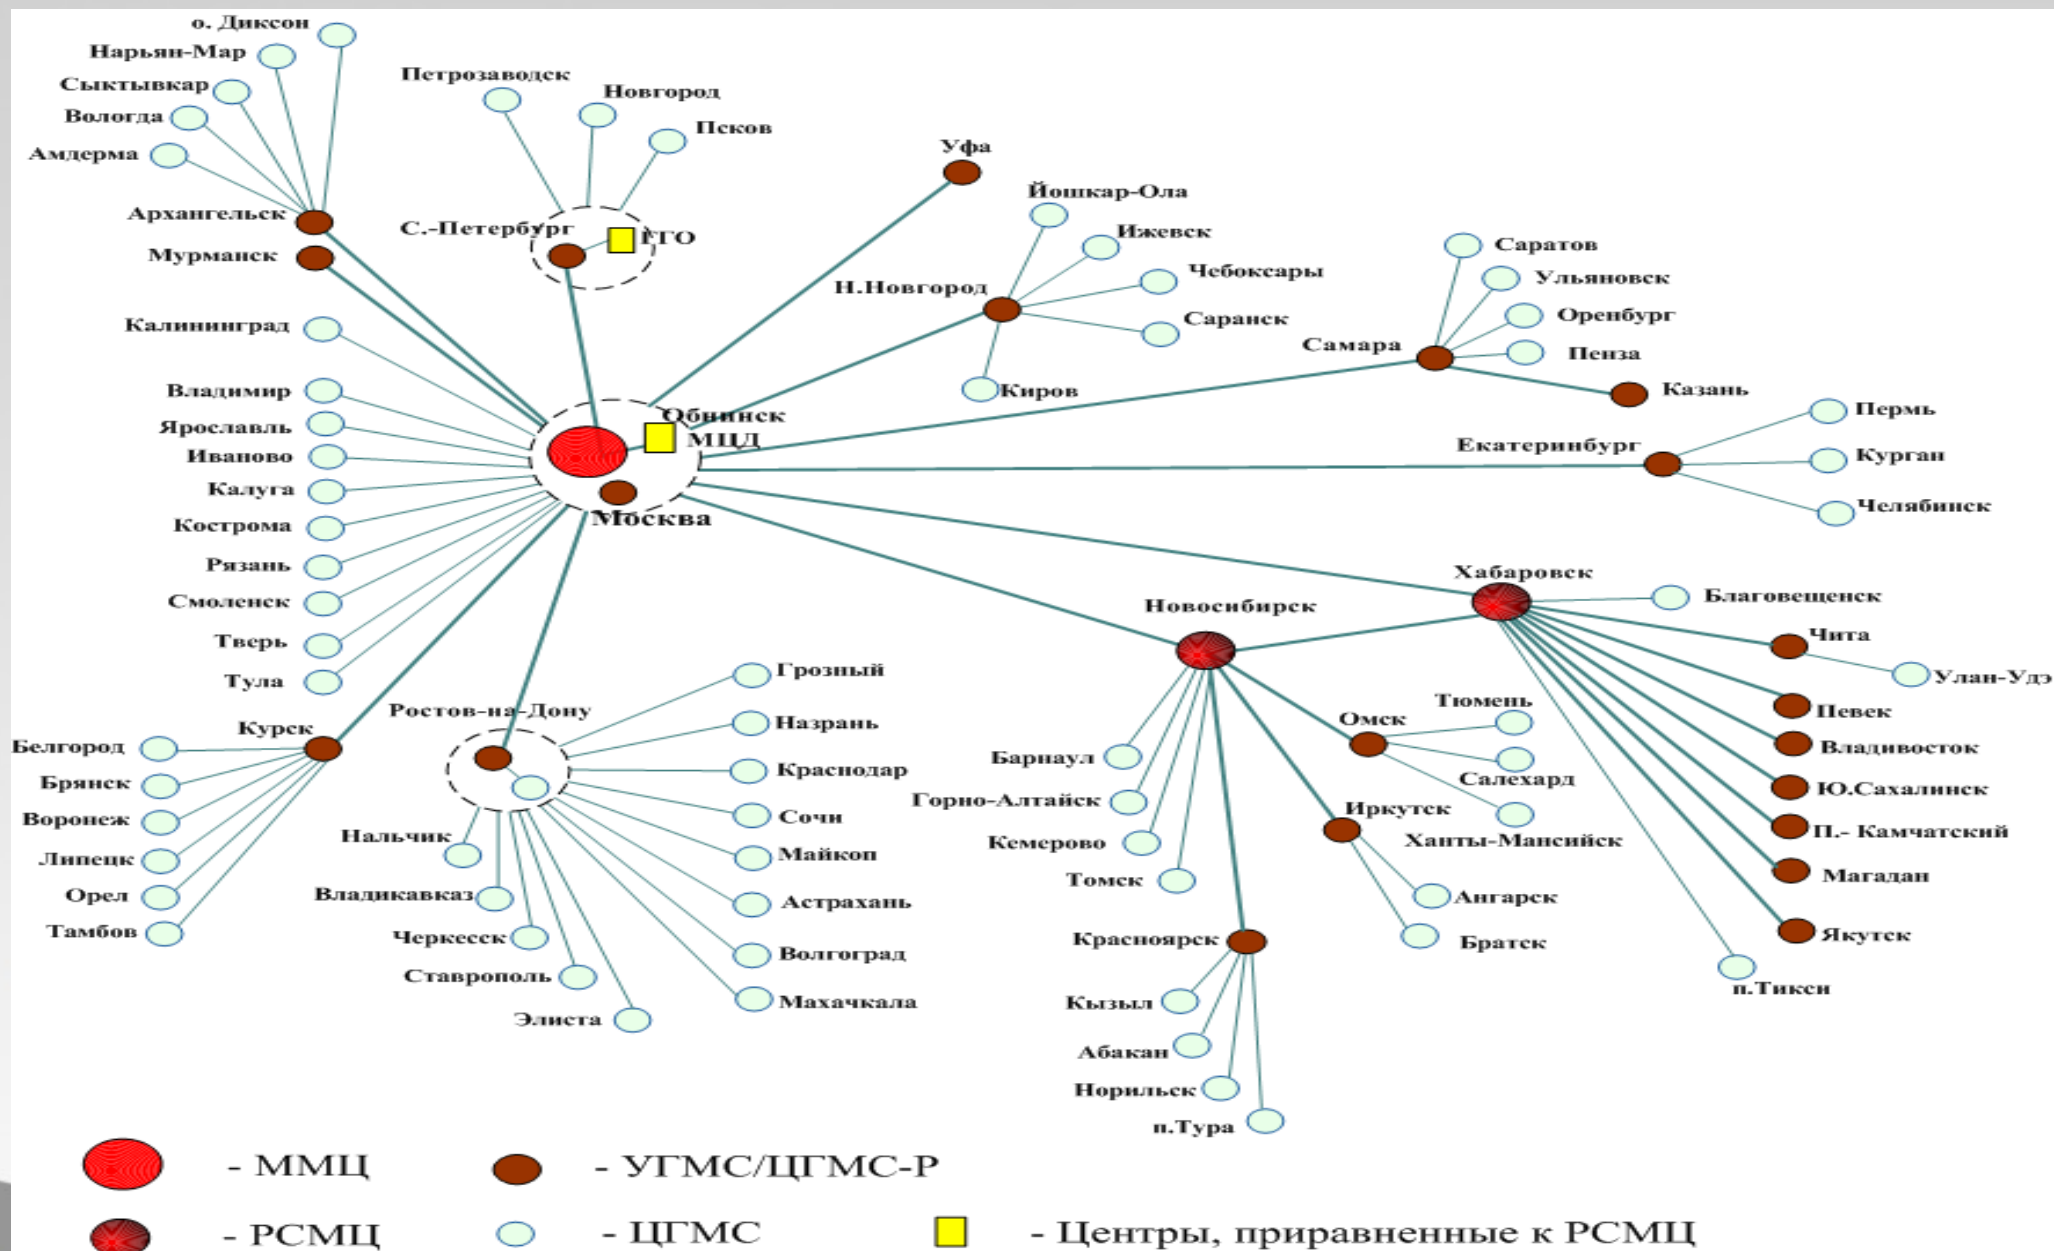 о. Диксон
Нарьян-Мар
Сыктывкар
Вологда
Амдерма
Архангельск
Мурманск
Петрозаводск
Новгород
Псков
С.-Петербург
ГГО
Уфа
Йошкар-Ола
Ижевск
Чебоксары
Саранск
Н.Новгород
Киров
Саратов
Ульяновск
Оренбург
Пенза
Самара
Казань
Екатеринбург
Пермь
Курган
Челябинск
Калининград
Владимир
Ярославль
Иваново
Калуга
Кострома
Рязань
Смоленск
Тверь
Тула
Обнинск
МЦД
Москва
Курск
Белгород
Брянск
Воронеж
Липецк
Орел
Тамбов
Ростов-на-Дону
Грозный
Назрань
Краснодар
Сочи
Майкоп
Астрахань
Волгоград
Махачкала
Нальчик
Владикавказ
Черкесск
Ставрополь
Элиста
Новосибирск
Хабаровск
Благовещенск
Чита
Улан-Удэ
Певек
Владивосток
Ю.Сахалинск
П.- Камчатский
Магадан
Якутск
п.Тикси
Омск
Тюмень
Салехард
Ханты-Мансийск
Иркутск
Ангарск
Братск
Барнаул
Горно-Алтайск
Кемерово
Томск
Красноярск
Кызыл
Абакан
Норильск
п.Тура
- ММЦ
- УГМС/ЦГМС-Р
- РСМЦ
- ЦГМС
- Центры, приравненные к РСМЦ